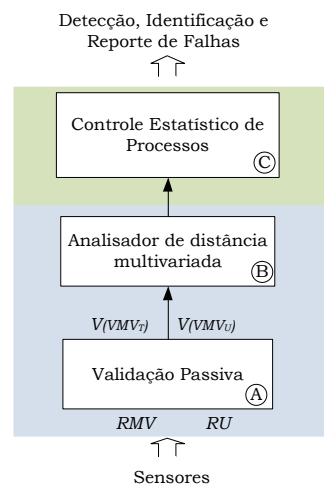 Detecção, Identificação e
Reporte de Falhas
Controle Estatístico de
Processos
C
Analisador de distância
multivariada
B
V(VMVT) V(VMVU)
Validação Passiva
A
RMV RU
Sensores